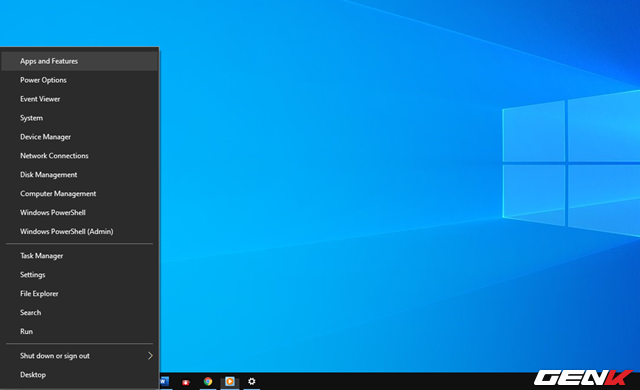 Apps and Features
Power Options
Event Viewer
System
Device Manager
Network Connections
Disk Management
Computer Management
Windows PowerShell
Windows PowerShell (Admin)
Task Manager
Settings
File Explorer
Search
Run
Shut down or sign out
Desktop
GENK